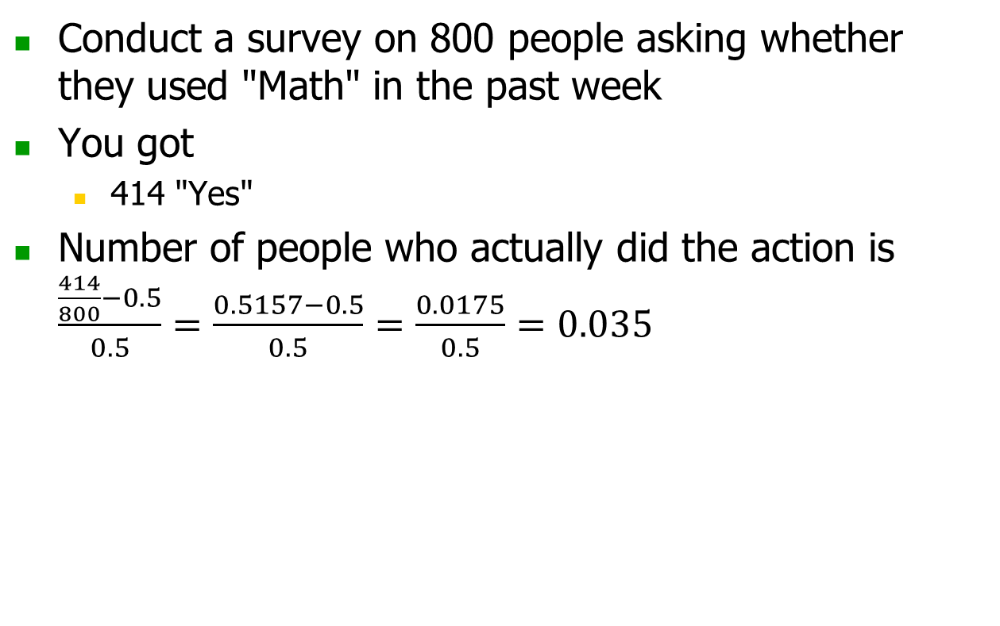 Conduct a survey on 800 people asking whether
they used "Math" in the past week
You got
414 "Yes"
Number of people who actually did the action is
\frac{\frac{414}{800}-0.5}{0.5} = \frac{0.5157-0.5}{0.5} = \frac{0.0175}{0.5} = 0.035